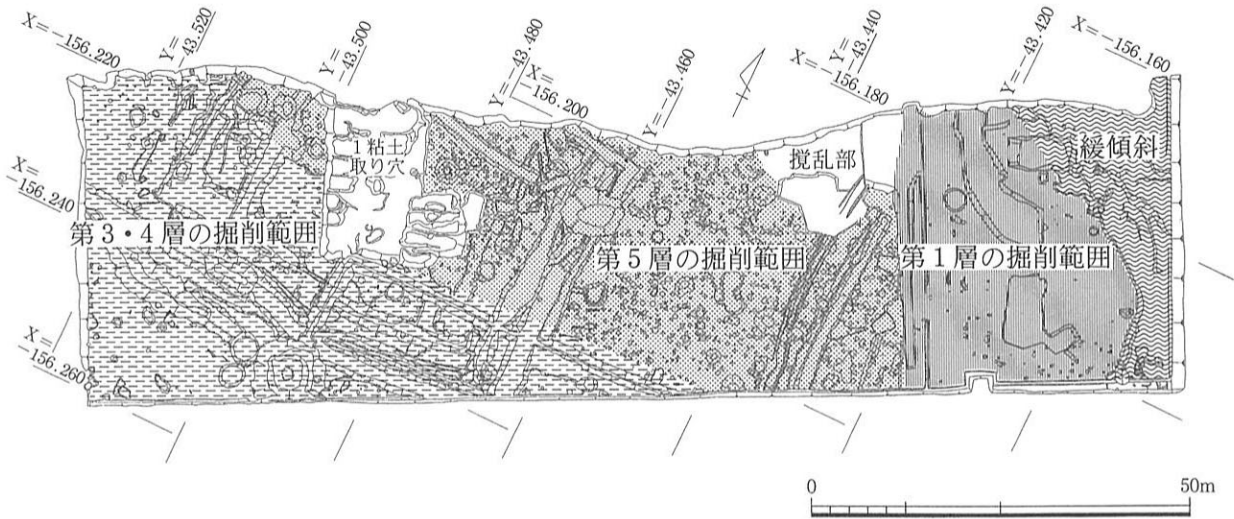 X=
-156.220
Y=
-43.520
Y=
-43.500
Y=
-43.480
X=
-156.200
Y=
-43.460
Y=
-43.440
X=
-156.180
Y=
-43.420
X=
-156.160
1粘土
取り穴
攪乱部
緩傾斜
X=
-156.240
第3・4層の掘削範囲
第5層の掘削範囲
第1層の掘削範囲
X=
-156.260
0
50m